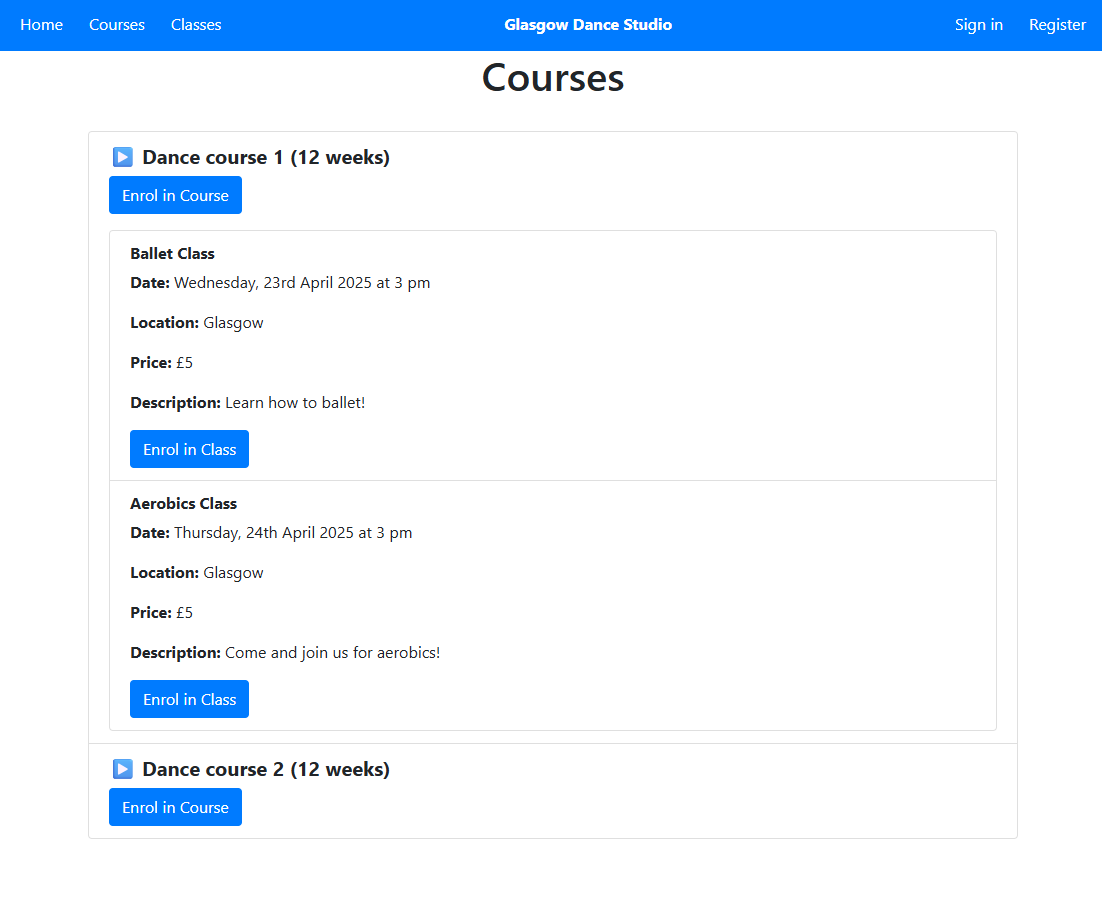 Home Courses Classes Glasgow Dance Studio Sign in Register
Courses
Dance course 1 (12 weeks)
Enrol in Course
Ballet Class
Date: Wednesday, 23rd April 2025 at 3 pm
Location: Glasgow
Price: £5
Description: Learn how to ballet!
Enrol in Class
Aerobics Class
Date: Thursday, 24th April 2025 at 3 pm
Location: Glasgow
Price: £5
Description: Come and join us for aerobics!
Enrol in Class
Dance course 2 (12 weeks)
Enrol in Course